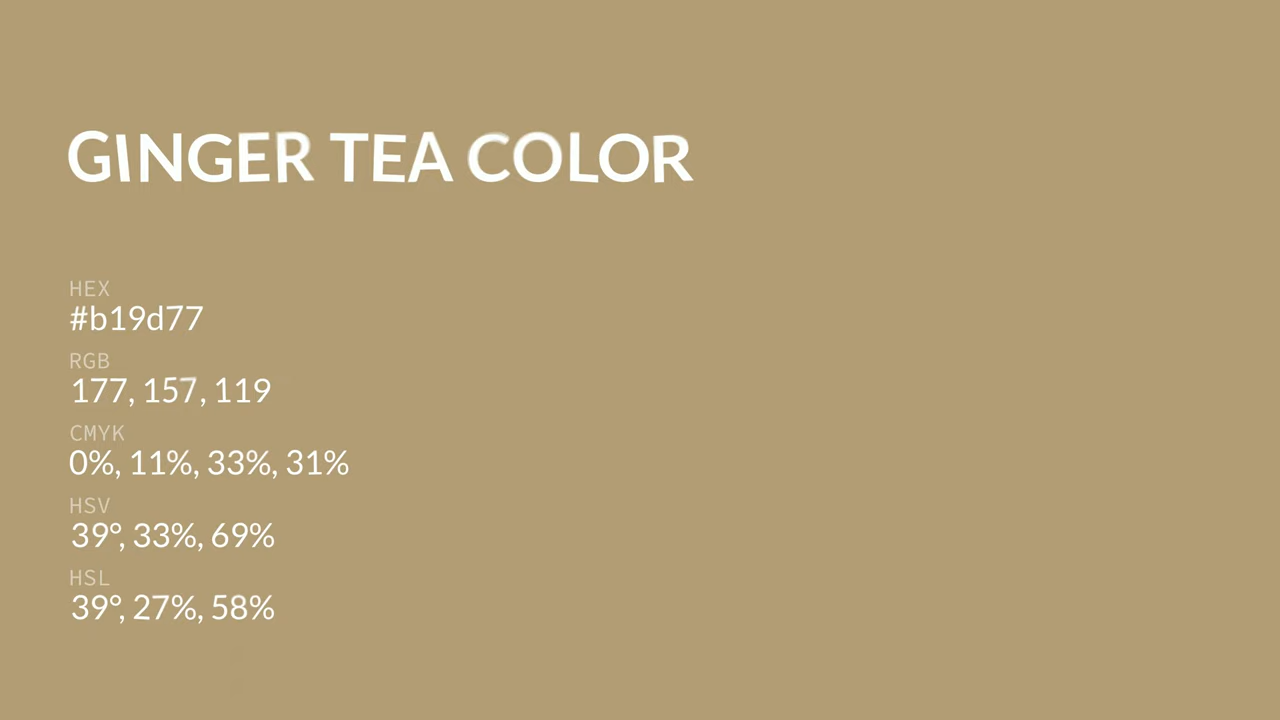 GINGER TEA COLOR
HEX
#b19d77
RGB
177, 157, 119
CMYK
0%, 11%, 33%, 31%
HSV
39°, 33%, 69%
HSL
39°, 27%, 58%